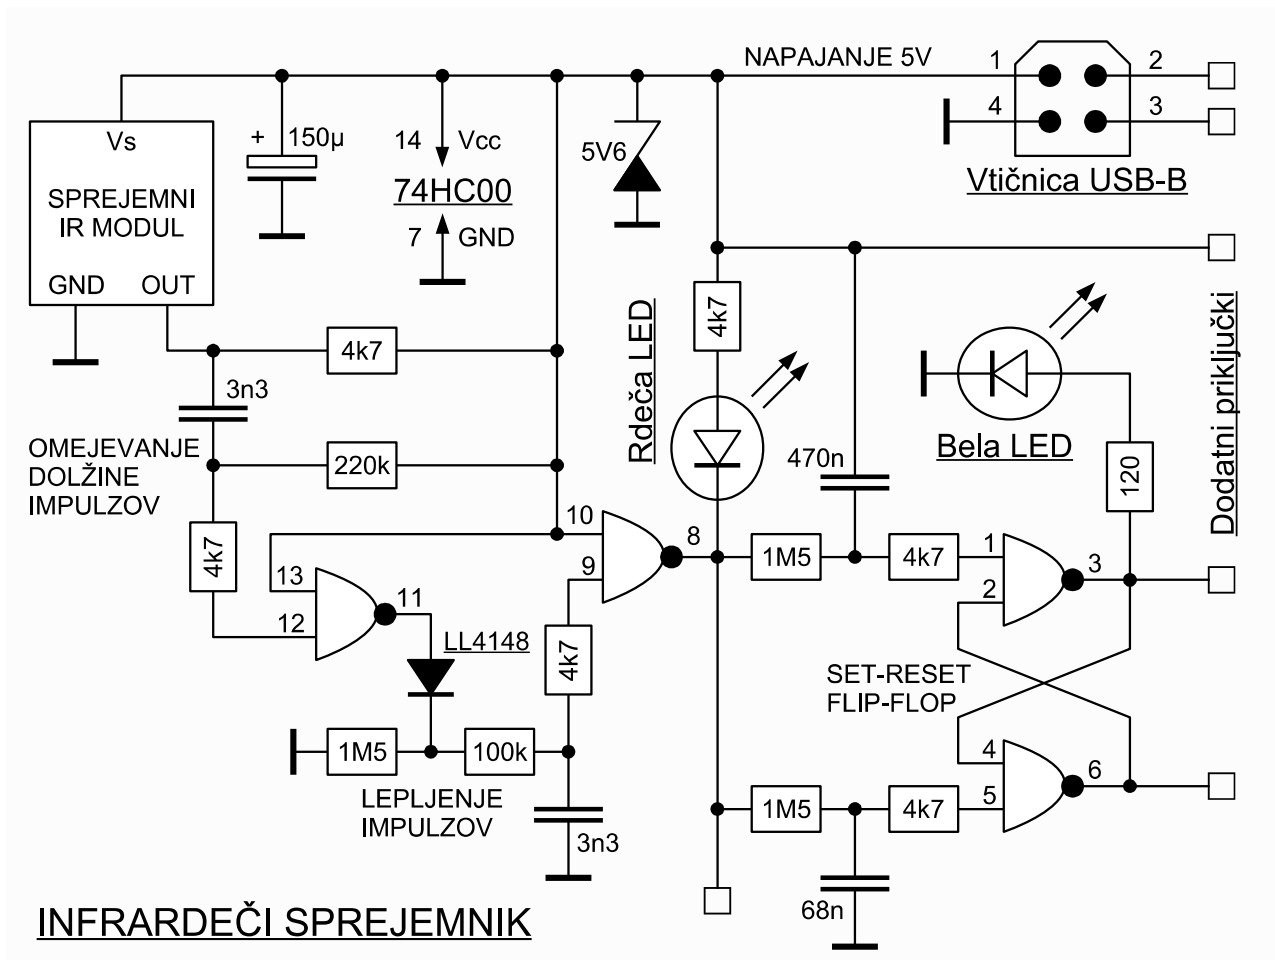 NAPAJANJE 5V
1
2
4
3
Vtičnica USB-B
Vs
SPREJEMNI
IR MODUL
GND
OUT
+
150µ
14
Vcc
74HC00
7
GND
5V6
4k7
3n3
OMEJEVANJE
DOLŽINE
IMPULZOV
220k
4k7
13
12
11
10
9
8
LL4148
4k7
1M5
100k
LEPLJENJE
IMPULZOV
3n3
4k7
Rdeča LED
470n
Bela LED
120
Dodatni priključki
1M5
4k7
1
2
3
SET-RESET
FLIP-FLOP
4
5
6
1M5
4k7
68n
INFRARDEČI SPREJEMNIK